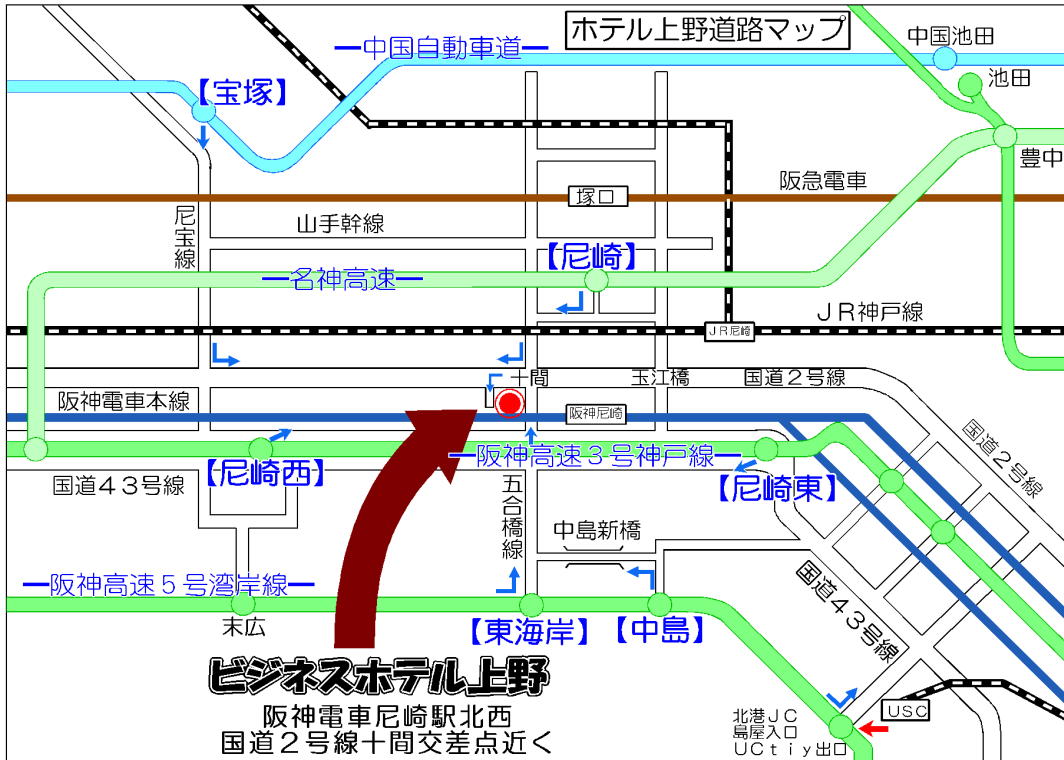 ホテル上野道路マップ
中国自動車道
中国池田
池田
【宝塚】
豊中
阪急電車
塚口
尼宝線
山手幹線
【尼崎】
名神高速
JR神戸線
JR尼崎
十間
玉江橋
国道2号線
阪神電車本線
阪神尼崎
国道2号線
阪神高速3号神戸線
【尼崎西】
【尼崎東】
国道43号線
五合橋線
中島新橋
国道43号線
阪神高速5号湾岸線
末広
【東海岸】
【中島】
ビジネスホテル上野
阪神電車尼崎駅北西
国道2号線十間交差点近く
USC
北港JC
島屋入口
UCtiy出口